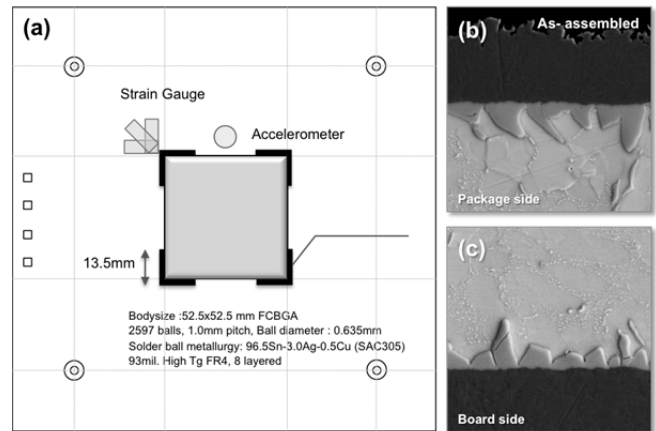 (a)
Strain Gauge
Accelerometer
13.5mm
Bodysize :52.5x52.5 mm FCBGA
2597 balls, 1.0mm pitch, Ball diameter : 0.635mm
Solder ball metallurgy: 96.5Sn-3.0Ag-0.5Cu (SAC305)
93mil. High Tg FR4, 8 layered
(b)
As- assembled
Package side
(c)
Board side